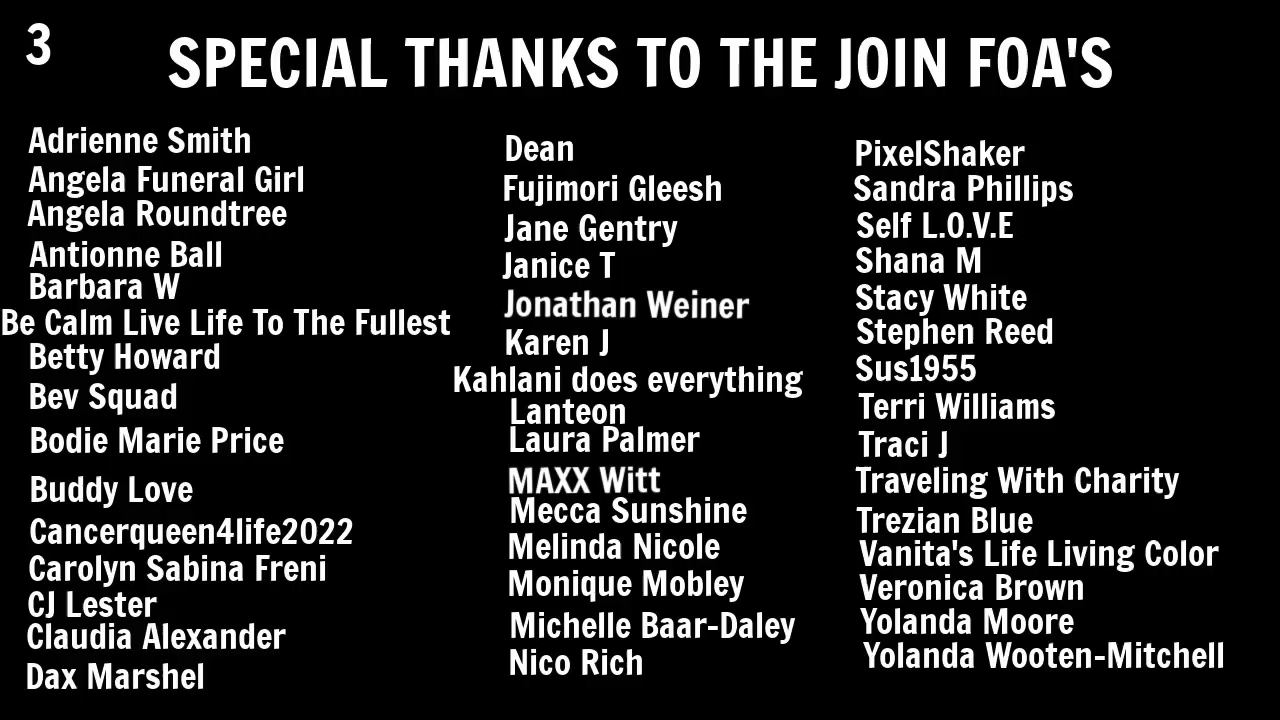 3
SPECIAL THANKS TO THE JOIN FOA'S
Adrienne Smith
Angela Funeral Girl
Angela Roundtree
Antionne Ball
Barbara W
Be Calm Live Life To The Fullest
Betty Howard
Bev Squad
Bodie Marie Price
Buddy Love
Cancerqueen4life2022
Carolyn Sabina Freni
CJ Lester
Claudia Alexander
Dax Marshel
Dean
Fujimori Gleesh
Jane Gentry
Janice T
Jonathan Weiner
Karen J
Kahlani does everything
Lanteon
Laura Palmer
MAXX Witt
Mecca Sunshine
Melinda Nicole
Monique Mobley
Michelle Baar-Daley
Nico Rich
PixelShaker
Sandra Phillips
Self L.O.V.E
Shana M
Stacy White
Stephen Reed
Sus1955
Terri Williams
Traci J
Traveling With Charity
Trezian Blue
Vanita's Life Living Color
Veronica Brown
Yolanda Moore
Yolanda Wooten-Mitchell